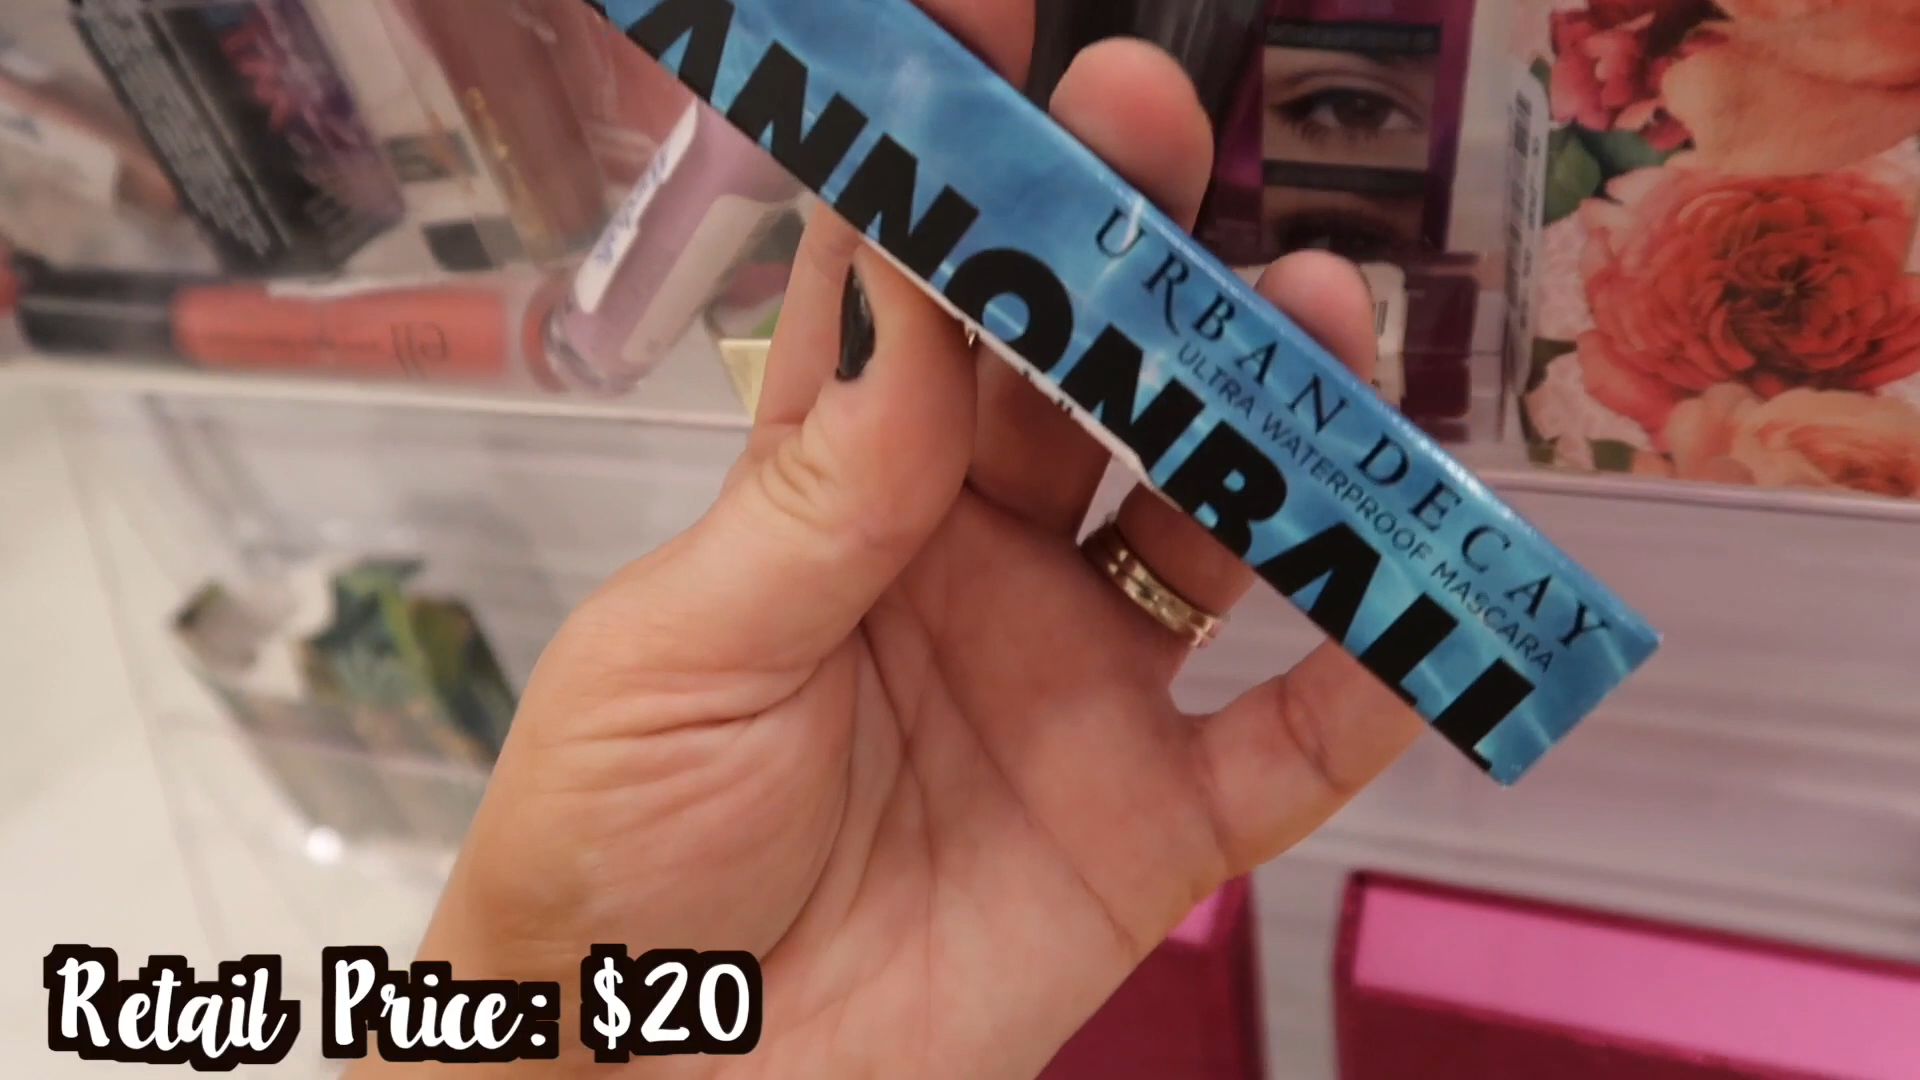 ANNONBALL
URBAN DECAY
ULTRA WATERPROOF MASCARA
e.l.f.
Retail Price: $20